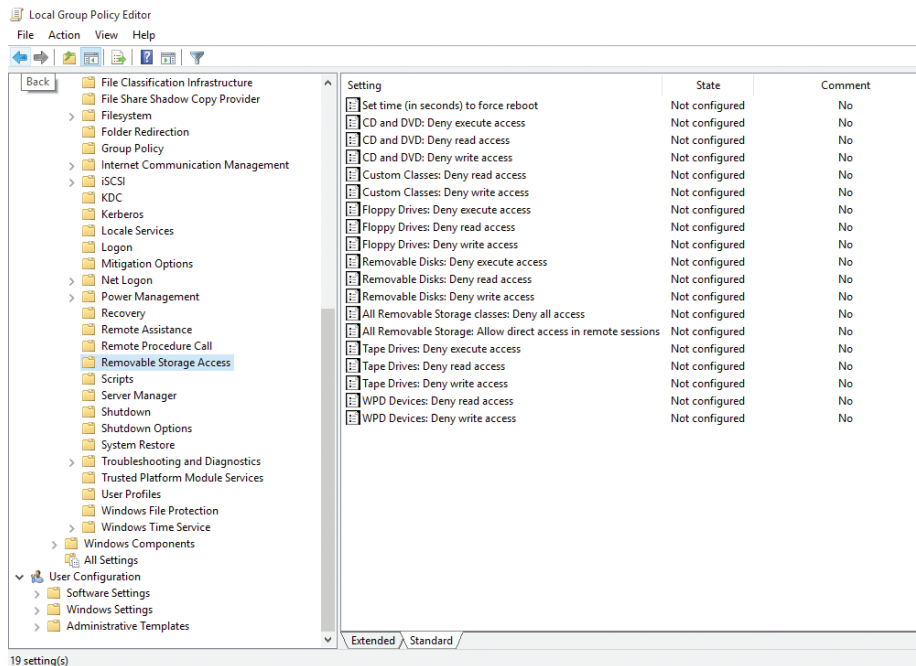 Local Group Policy Editor
File Action View Help
Back
File Classification Infrastructure
File Share Shadow Copy Provider
Filesystem
Folder Redirection
Group Policy
Internet Communication Management
iSCSI
KDC
Kerberos
Locale Services
Logon
Mitigation Options
Net Logon
Power Management
Recovery
Remote Assistance
Remote Procedure Call
Removable Storage Access
Scripts
Server Manager
Shutdown
Shutdown Options
System Restore
Troubleshooting and Diagnostics
Trusted Platform Module Services
User Profiles
Windows File Protection
Windows Time Service
Windows Components
All Settings
User Configuration
Software Settings
Windows Settings
Administrative Templates
Setting State Comment
Set time (in seconds) to force reboot Not configured No
CD and DVD: Deny execute access Not configured No
CD and DVD: Deny read access Not configured No
CD and DVD: Deny write access Not configured No
Custom Classes: Deny read access Not configured No
Custom Classes: Deny write access Not configured No
Floppy Drives: Deny execute access Not configured No
Floppy Drives: Deny read access Not configured No
Floppy Drives: Deny write access Not configured No
Removable Disks: Deny execute access Not configured No
Removable Disks: Deny read access Not configured No
Removable Disks: Deny write access Not configured No
All Removable Storage classes: Deny all access Not configured No
All Removable Storage: Allow direct access in remote sessions Not configured No
Tape Drives: Deny execute access Not configured No
Tape Drives: Deny read access Not configured No
Tape Drives: Deny write access Not configured No
WPD Devices: Deny read access Not configured No
WPD Devices: Deny write access Not configured No
Extended Standard
19 setting(s)